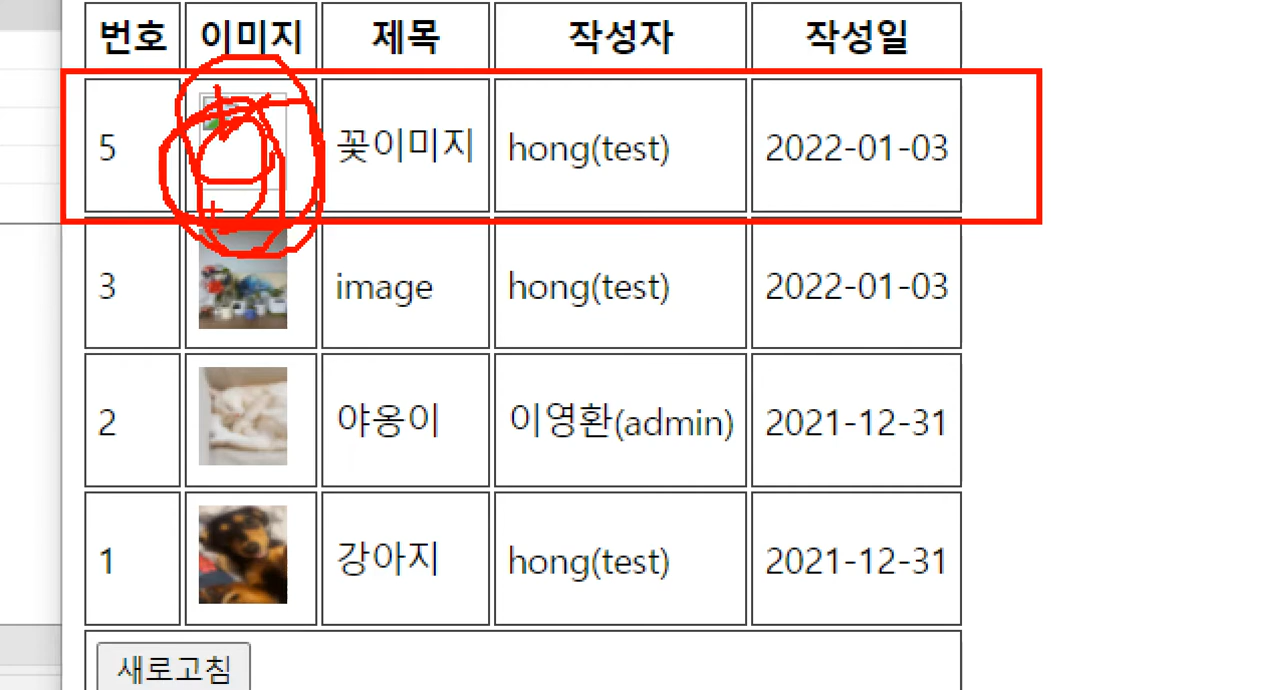 번호 이미지 제목 작성자 작성일
5 꽃이미지 hong(test) 2022-01-03
3 image hong(test) 2022-01-03
2 야옹이 이영환(admin) 2021-12-31
1 강아지 hong(test) 2021-12-31
새로고침